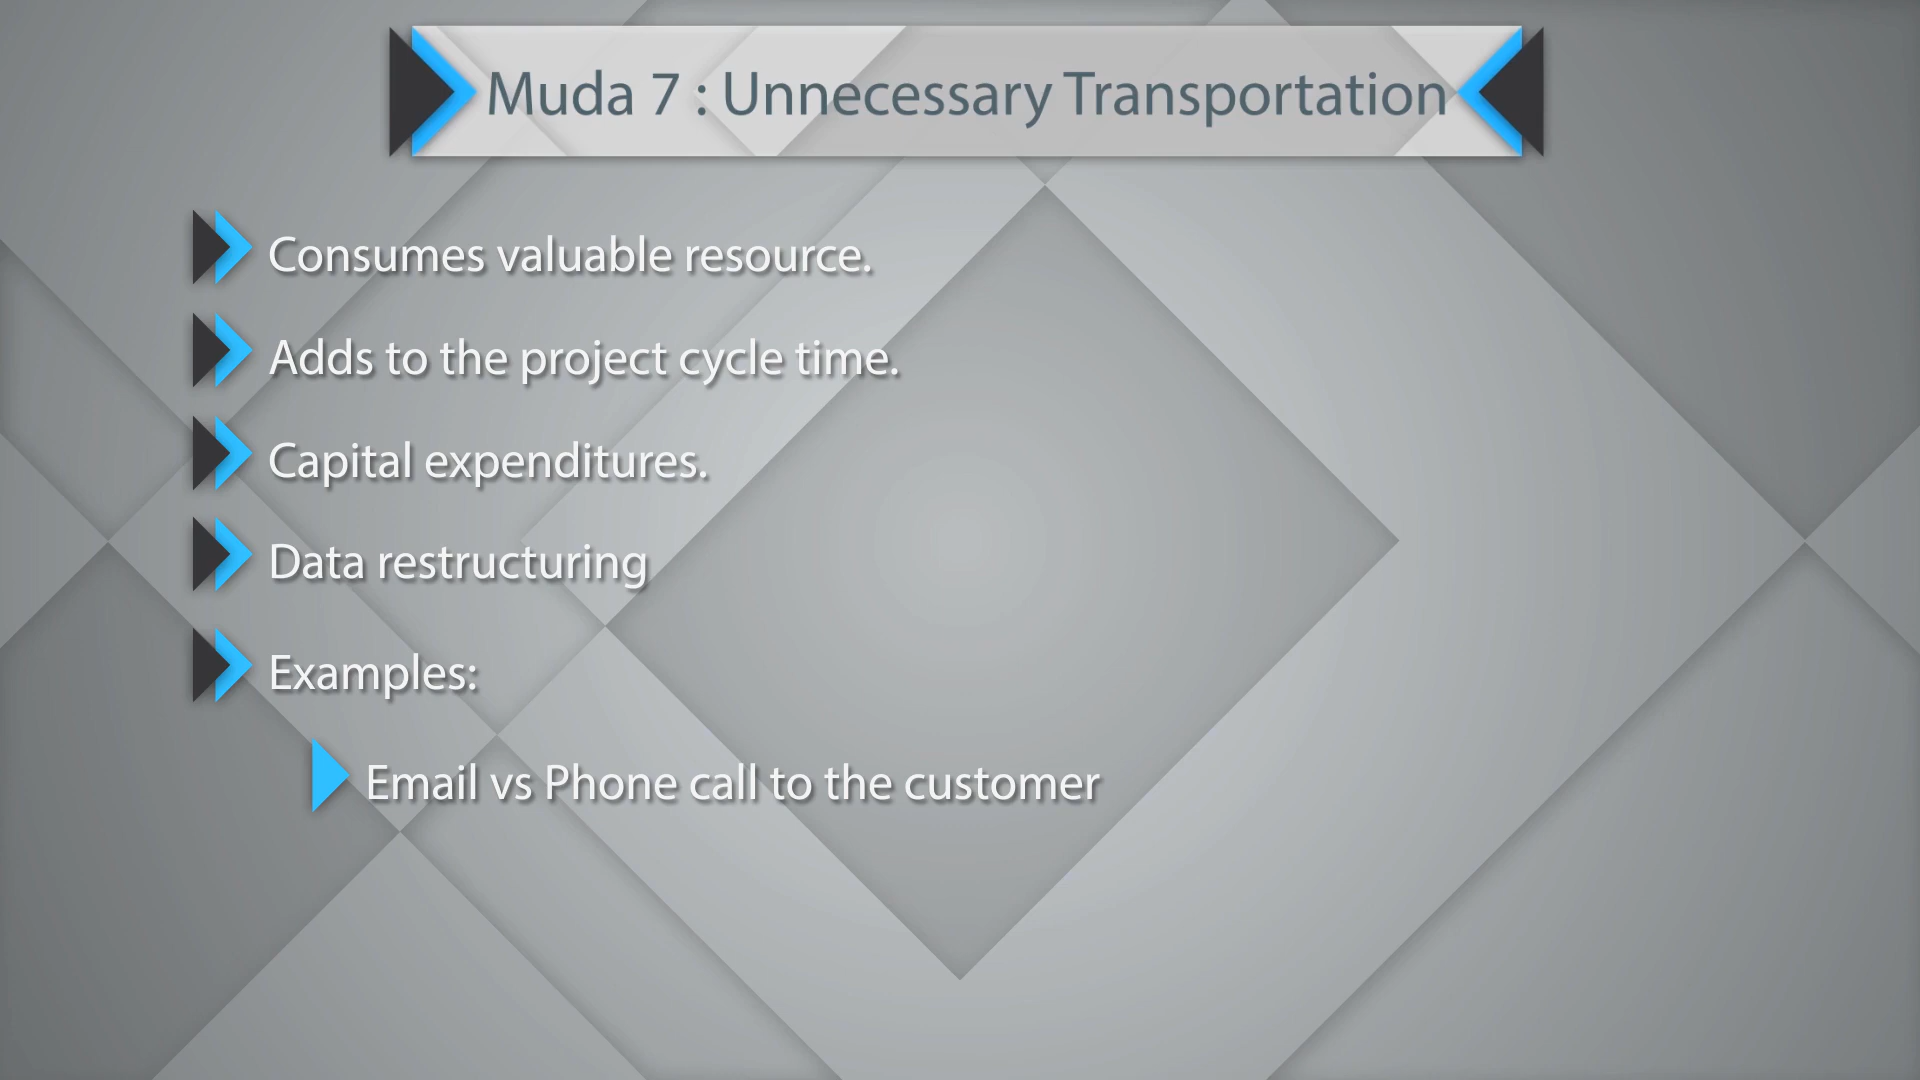 Muda 7 : Unnecessary Transportation
Consumes valuable resource.
Adds to the project cycle time.
Capital expenditures.
Data restructuring
Examples:
Email vs Phone call to the customer